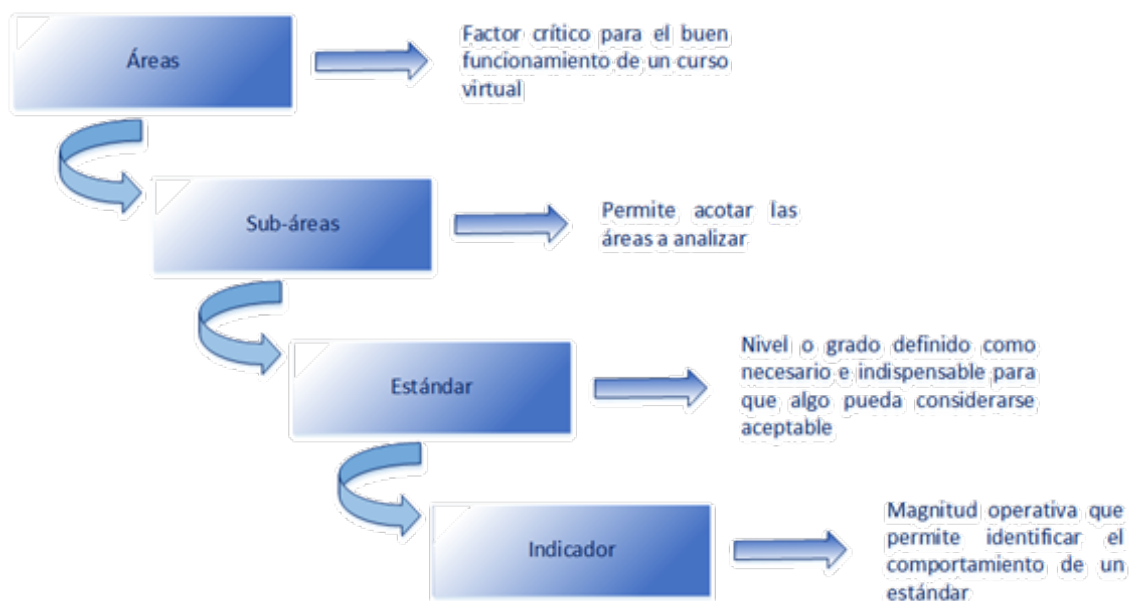 Áreas
Factor crítico para el buen
funcionamiento de un curso
virtual
Sub-áreas
Permite acotar las
áreas a analizar
Estándar
Nivel o grado definido como
necesario e indispensable para
que algo pueda considerarse
aceptable
Indicador
Magnitud operativa que
permite identificar el
comportamiento de un
estándar